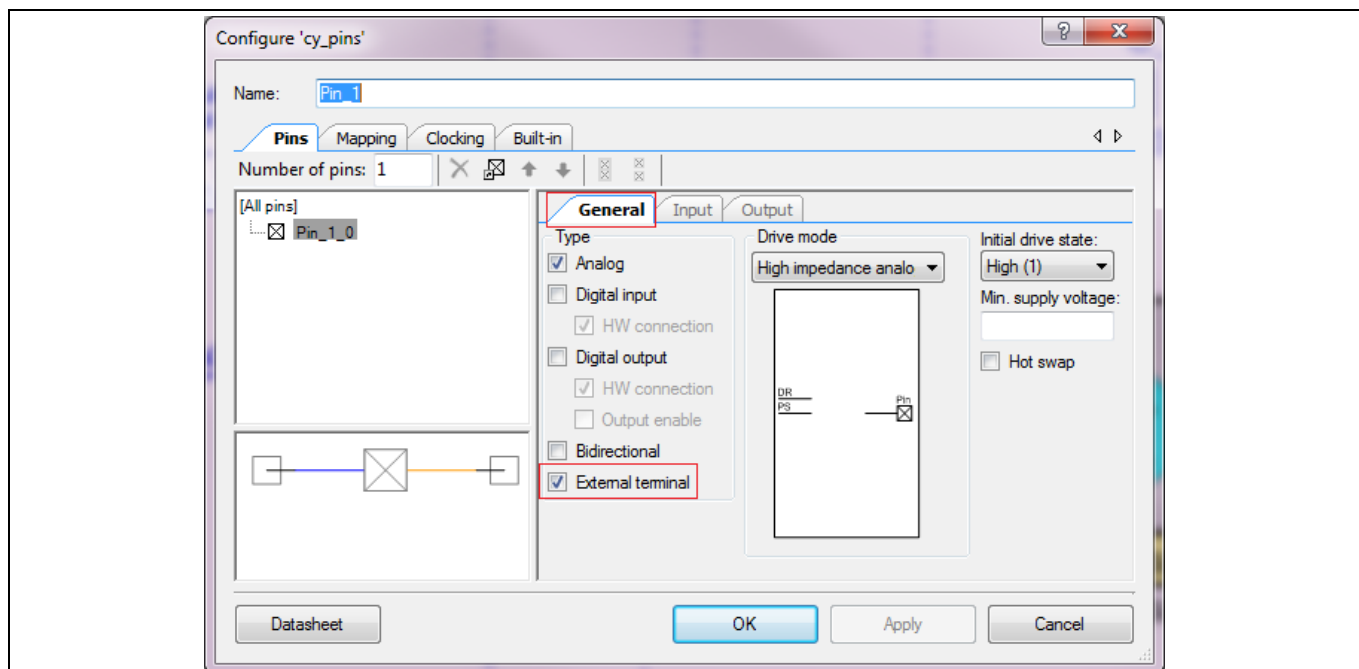 Configure 'cy_pins'
Name: Pin_1
Pins Mapping Clocking Built-in
Number of pins: 1
[All pins]
Pin_1_0
General Input Output
Type
Analog
Digital input
HW connection
Digital output
HW connection
Output enable
Bidirectional
External terminal
Drive mode
High impedance analo
DR
PS
Pin
Initial drive state:
High (1)
Min. supply voltage:
Hot swap
Datasheet OK Apply Cancel